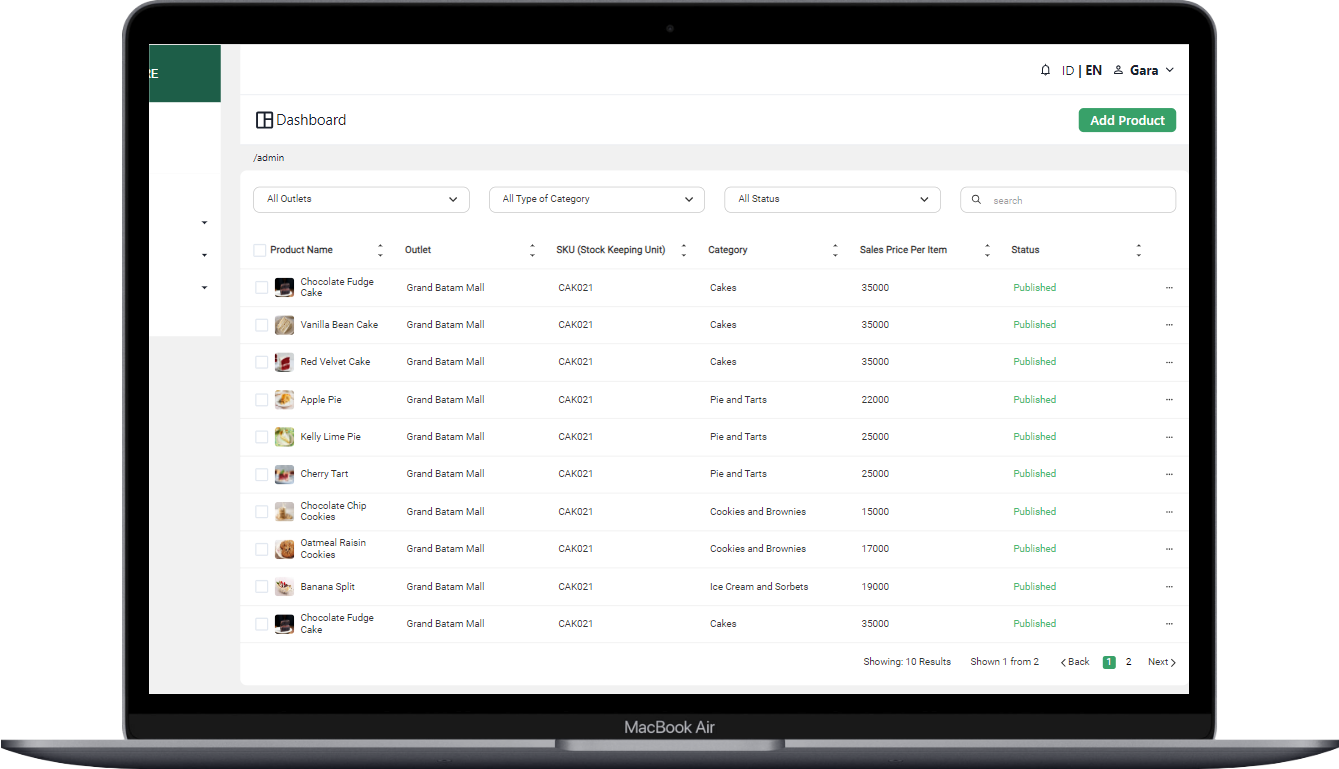 RE
ID | EN Gara
Dashboard
Add Product
/admin
All Outlets All Type of Category All Status search
Product Name Outlet SKU (Stock Keeping Unit) Category Sales Price Per Item Status
Chocolate Fudge
Cake Grand Batam Mall CAK021 Cakes 35000 Published ...
Vanilla Bean Cake Grand Batam Mall CAK021 Cakes 35000 Published ...
Red Velvet Cake Grand Batam Mall CAK021 Cakes 35000 Published ...
Apple Pie Grand Batam Mall CAK021 Pie and Tarts 22000 Published ...
Kelly Lime Pie Grand Batam Mall CAK021 Pie and Tarts 25000 Published ...
Cherry Tart Grand Batam Mall CAK021 Pie and Tarts 25000 Published ...
Chocolate Chip
Cookies Grand Batam Mall CAK021 Cookies and Brownies 15000 Published ...
Oatmeal Raisin
Cookies Grand Batam Mall CAK021 Cookies and Brownies 17000 Published ...
Banana Split Grand Batam Mall CAK021 Ice Cream and Sorbets 19000 Published ...
Chocolate Fudge
Cake Grand Batam Mall CAK021 Cakes 35000 Published ...
Showing: 10 Results Shown 1 from 2 Back 1 2 Next
MacBook Air